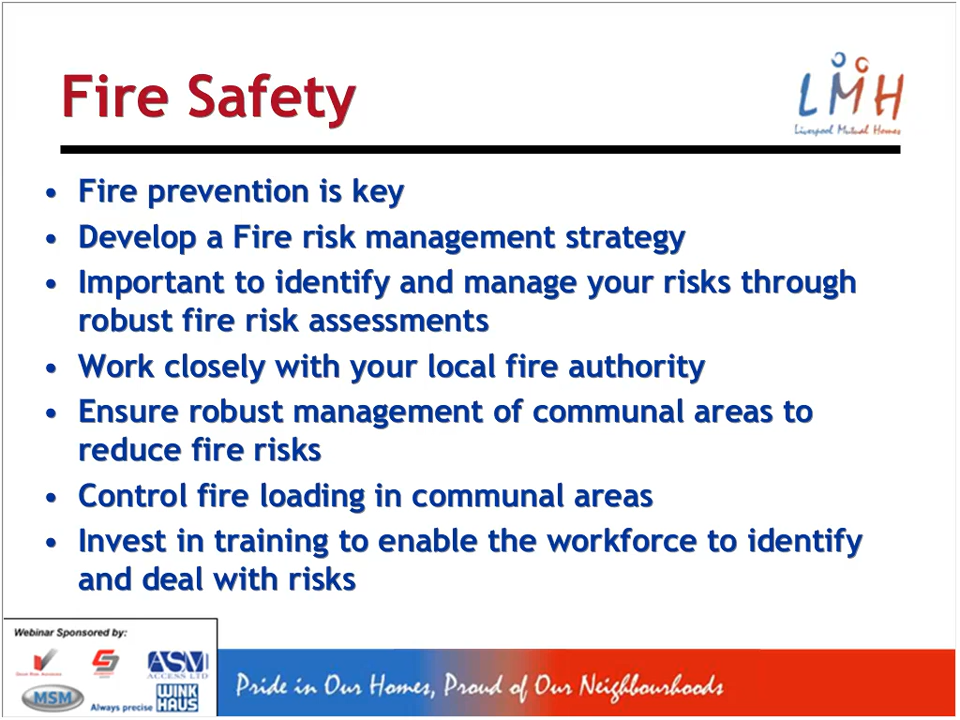 Fire Safety
LMH
Liverpool Mutual Homes
• Fire prevention is key
• Develop a Fire risk management strategy
• Important to identify and manage your risks through
robust fire risk assessments
• Work closely with your local fire authority
• Ensure robust management of communal areas to
reduce fire risks
• Control fire loading in communal areas
• Invest in training to enable the workforce to identify
and deal with risks
Webinar Sponsored by:
ASM
ACCESS LTD
MSM
Always precise
WINK
HAUS
Pride in Our Homes, Proud of Our Neighbourhoods